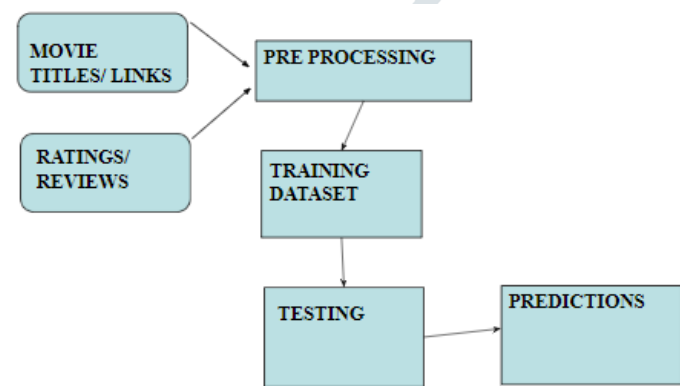 MOVIE
TITLES/ LINKS
PRE PROCESSING
RATINGS/
REVIEWS
TRAINING
DATASET
TESTING
PREDICTIONS